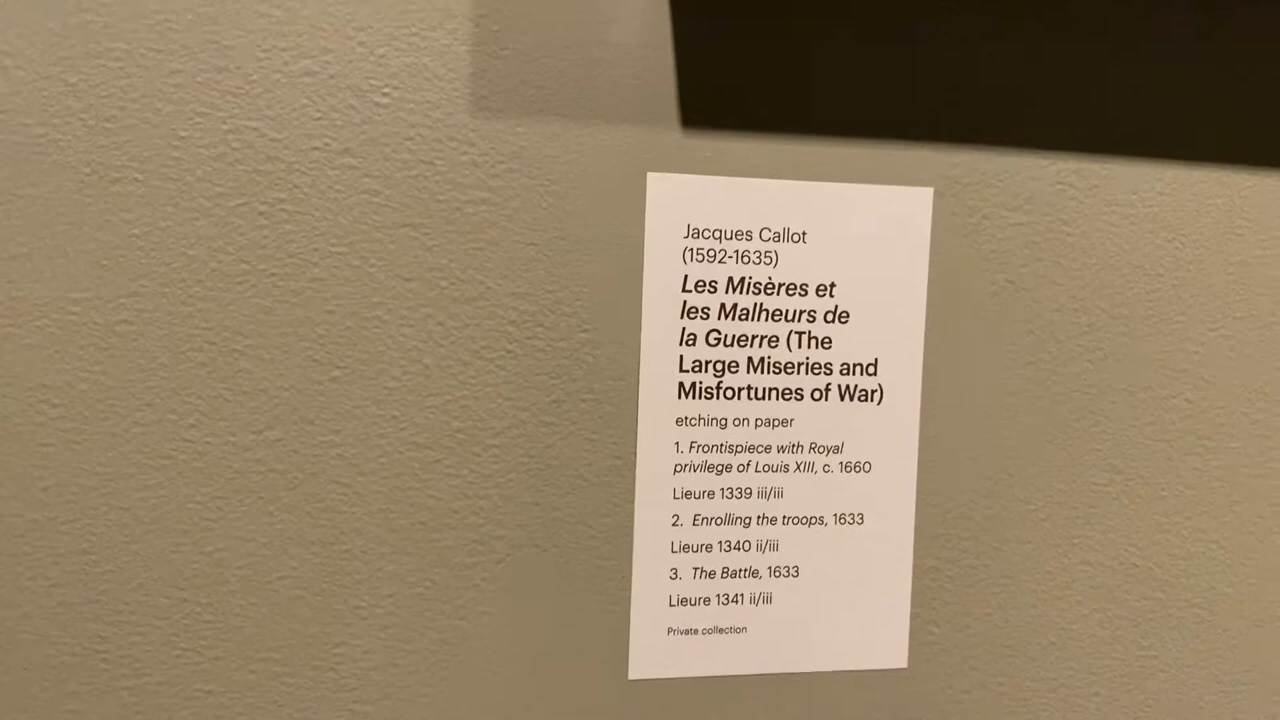 Jacques Callot
(1592-1635)
Les Misères et
les Malheurs de
la Guerre (The
Large Miseries and
Misfortunes of War)
etching on paper
1. Frontispiece with Royal
privilege of Louis XIII, c. 1660
Lieure 1339 iii/iii
2. Enrolling the troops, 1633
Lieure 1340 ii/iii
3. The Battle, 1633
Lieure 1341 ii/iii
Private collection